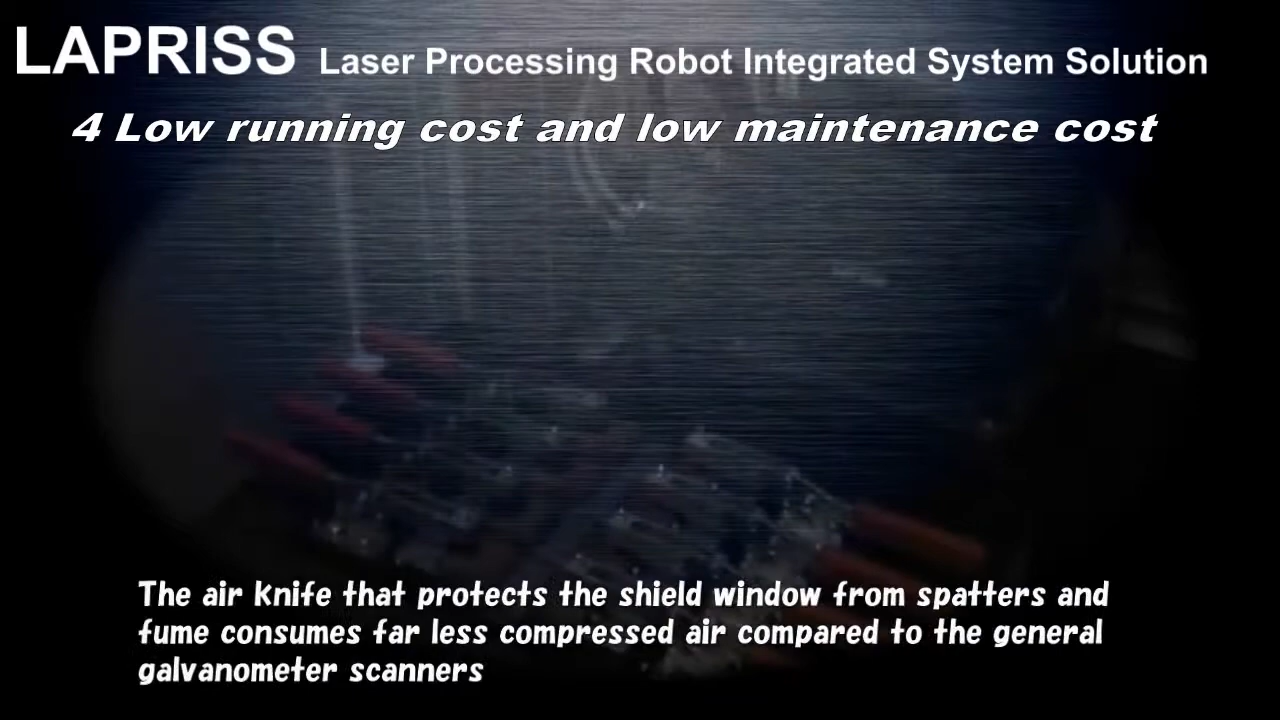 LAPRISS Laser Processing Robot Integrated System Solution
4 Low running cost and low maintenance cost
The air knife that protects the shield window from spatters and
fume consumes far less compressed air compared to the general
galvanometer scanners